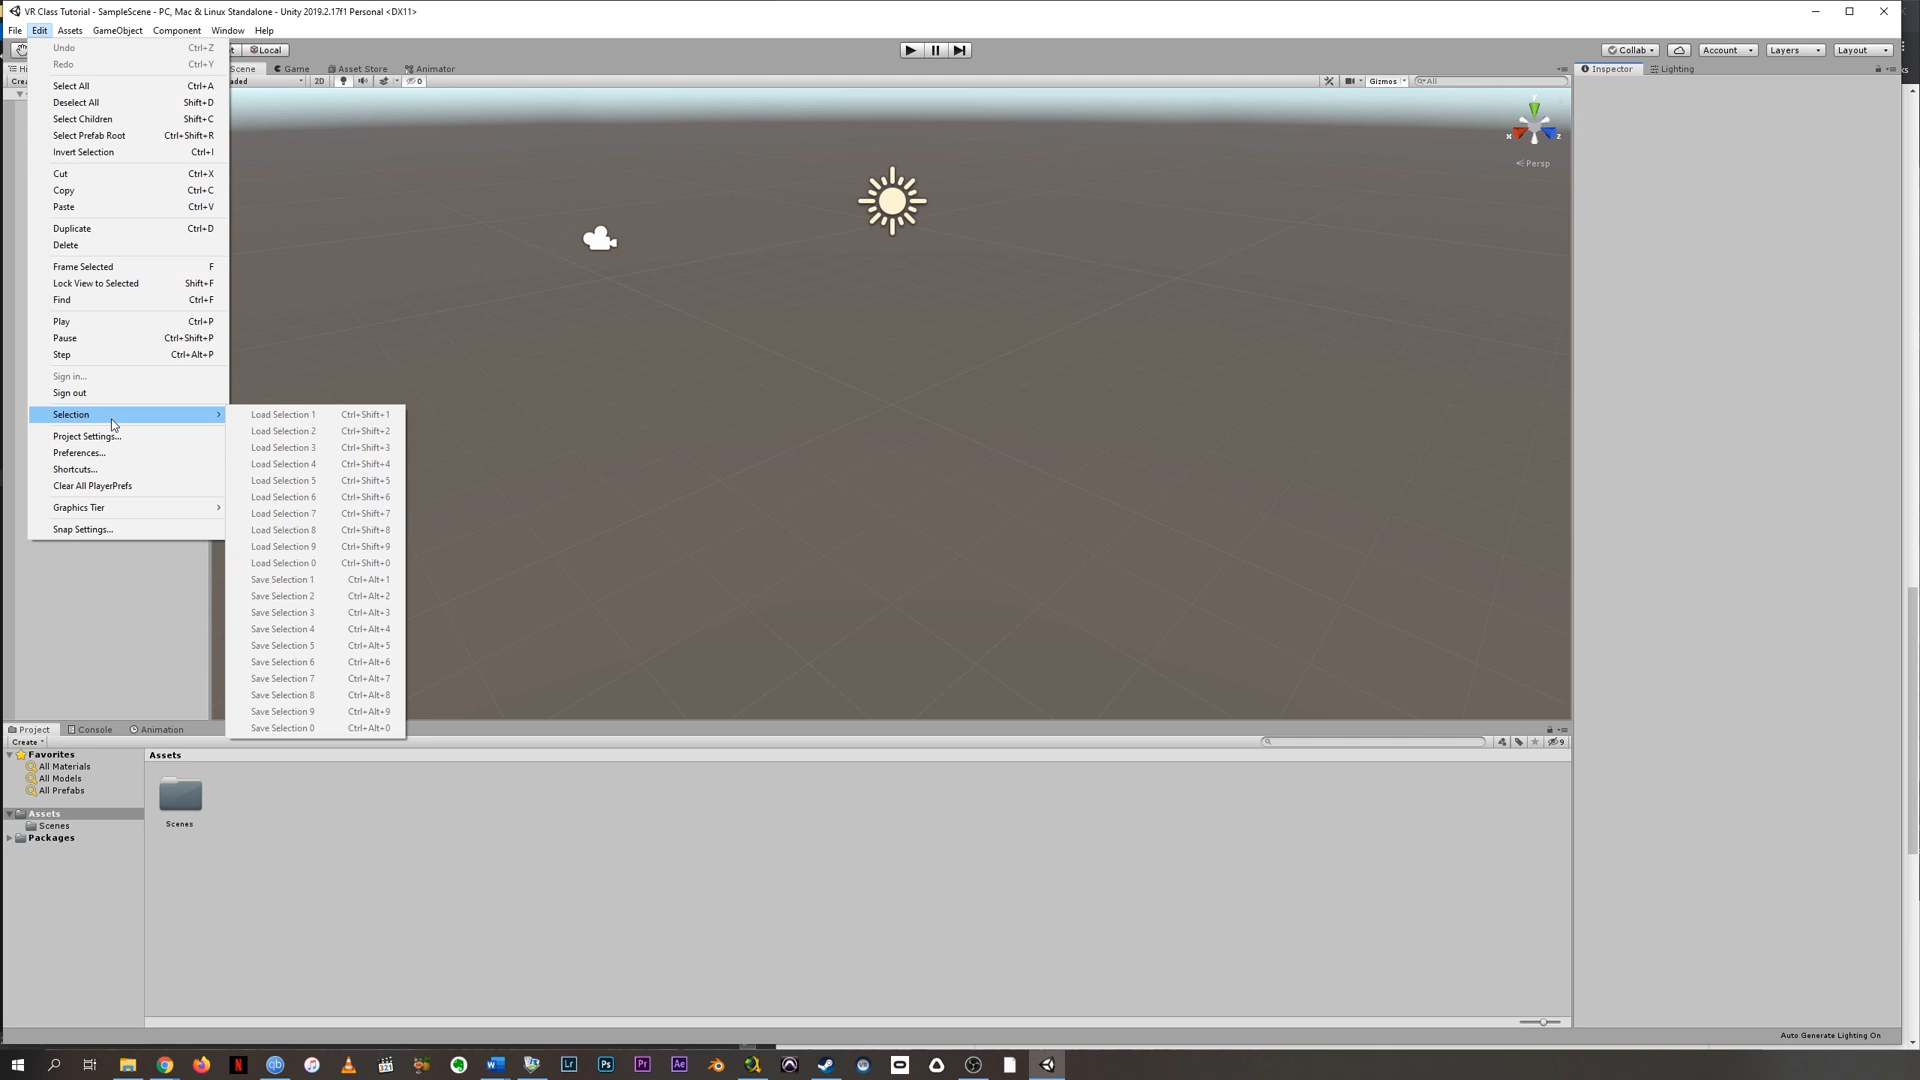 VR Class Tutorial - SampleScene - PC, Mac & Linux Standalone - Unity 2019.2.17f1 Personal <DX11>
File Edit Assets GameObject Component Window Help
Local
Collab Account Layers Layout
Scene Game Asset Store Animator
2D 0 Gizmos All
Inspector Lighting
Undo Ctrl+Z
Redo Ctrl+Y
Select All Ctrl+A
Deselect All Shift+D
Select Children Shift+C
Select Prefab Root Ctrl+Shift+R
Invert Selection Ctrl+I
Cut Ctrl+X
Copy Ctrl+C
Paste Ctrl+V
Duplicate Ctrl+D
Delete
Frame Selected F
Lock View to Selected Shift+F
Find Ctrl+F
Play Ctrl+P
Pause Ctrl+Shift+P
Step Ctrl+Alt+P
Sign in...
Sign out
Selection
Project Settings...
Preferences...
Shortcuts...
Clear All PlayerPrefs
Graphics Tier
Snap Settings...
Load Selection 1 Ctrl+Shift+1
Load Selection 2 Ctrl+Shift+2
Load Selection 3 Ctrl+Shift+3
Load Selection 4 Ctrl+Shift+4
Load Selection 5 Ctrl+Shift+5
Load Selection 6 Ctrl+Shift+6
Load Selection 7 Ctrl+Shift+7
Load Selection 8 Ctrl+Shift+8
Load Selection 9 Ctrl+Shift+9
Load Selection 0 Ctrl+Shift+0
Save Selection 1 Ctrl+Alt+1
Save Selection 2 Ctrl+Alt+2
Save Selection 3 Ctrl+Alt+3
Save Selection 4 Ctrl+Alt+4
Save Selection 5 Ctrl+Alt+5
Save Selection 6 Ctrl+Alt+6
Save Selection 7 Ctrl+Alt+7
Save Selection 8 Ctrl+Alt+8
Save Selection 9 Ctrl+Alt+9
Save Selection 0 Ctrl+Alt+0
y
x z
Persp
Project Console Animation
Create
9
Favorites
All Materials
All Models
All Prefabs
Assets
Scenes
Packages
Assets
Scenes
Auto Generate Lighting On
N qb 321 W Lr Ps Pr Ae VR